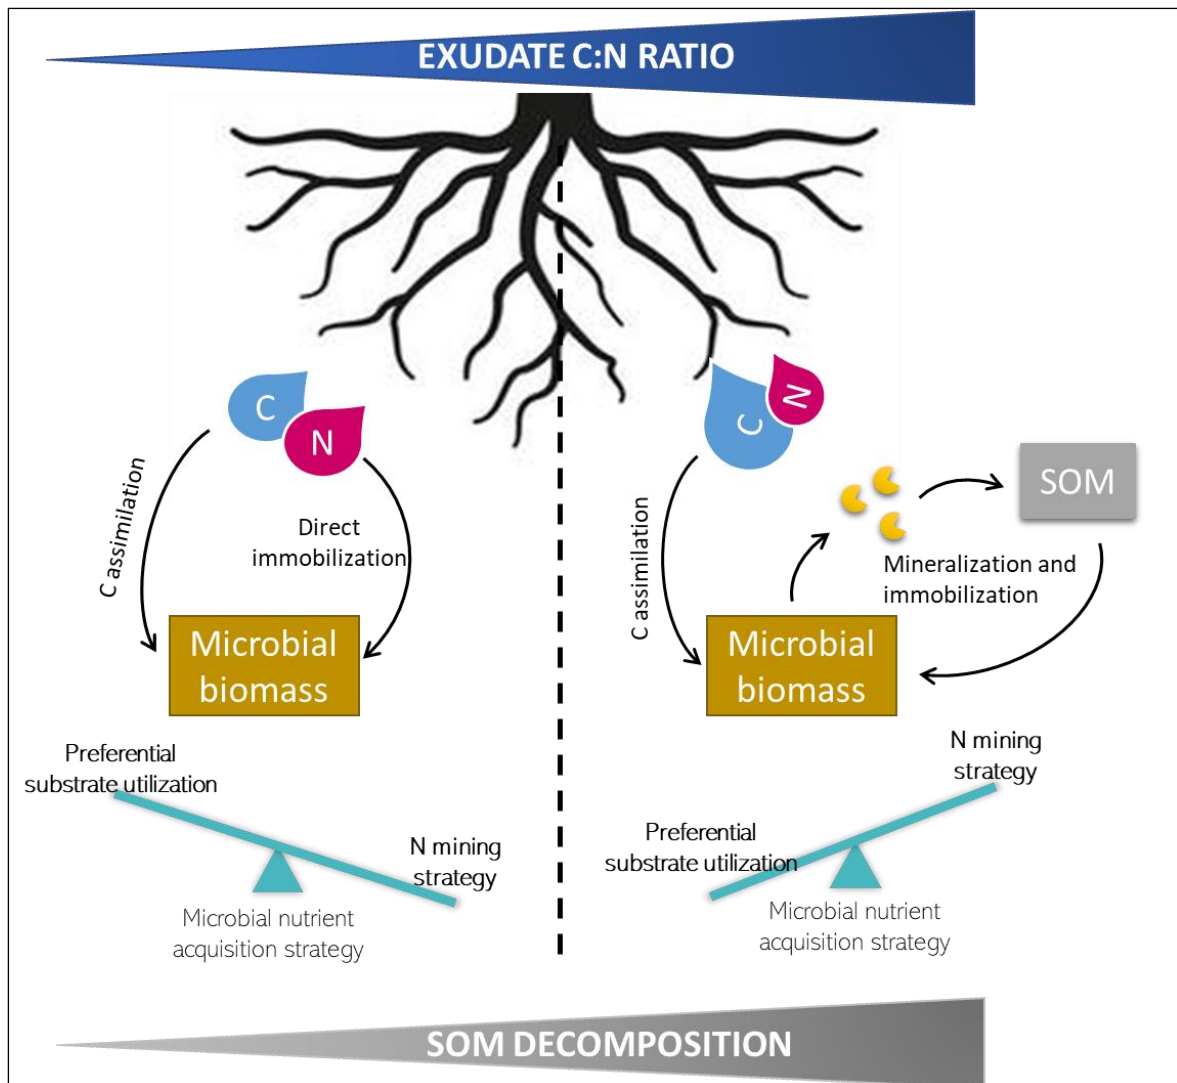 EXUDATE C:N RATIO
C
N
C assimilation
Direct
immobilization
Microbial
biomass
Preferential
substrate utilization
N mining
strategy
Microbial nutrient
acquisition strategy
C
N
C assimilation
SOM
Mineralization and
immobilization
Microbial
biomass
N mining
strategy
Preferential
substrate utilization
Microbial nutrient
acquisition strategy
SOM DECOMPOSITION